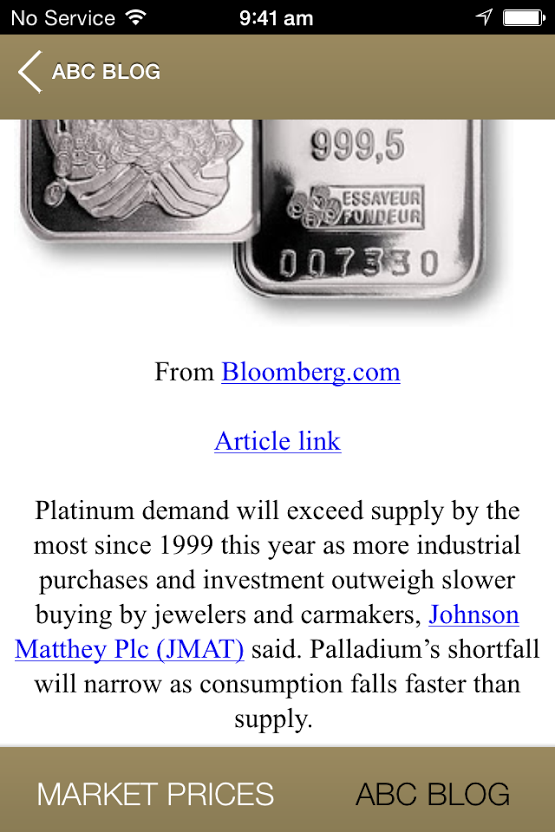 No Service 9:41 am
ABC BLOG
999,5
ESSAYEUR
FONDEUR
007330
From Bloomberg.com
Article link
Platinum demand will exceed supply by the
most since 1999 this year as more industrial
purchases and investment outweigh slower
buying by jewelers and carmakers, Johnson
Matthey Plc (JMAT) said. Palladium’s shortfall
will narrow as consumption falls faster than
supply.
MARKET PRICES ABC BLOG